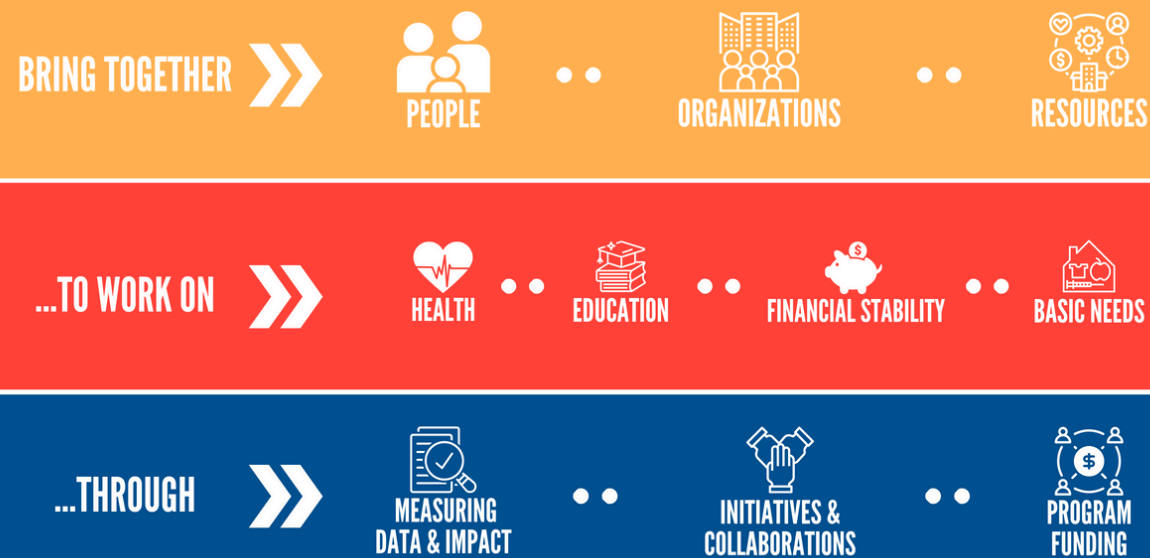 BRING TOGETHER
PEOPLE
ORGANIZATIONS
RESOURCES
...TO WORK ON
HEALTH
EDUCATION
FINANCIAL STABILITY
BASIC NEEDS
...THROUGH
MEASURING
DATA & IMPACT
INITIATIVES &
COLLABORATIONS
PROGRAM
FUNDING